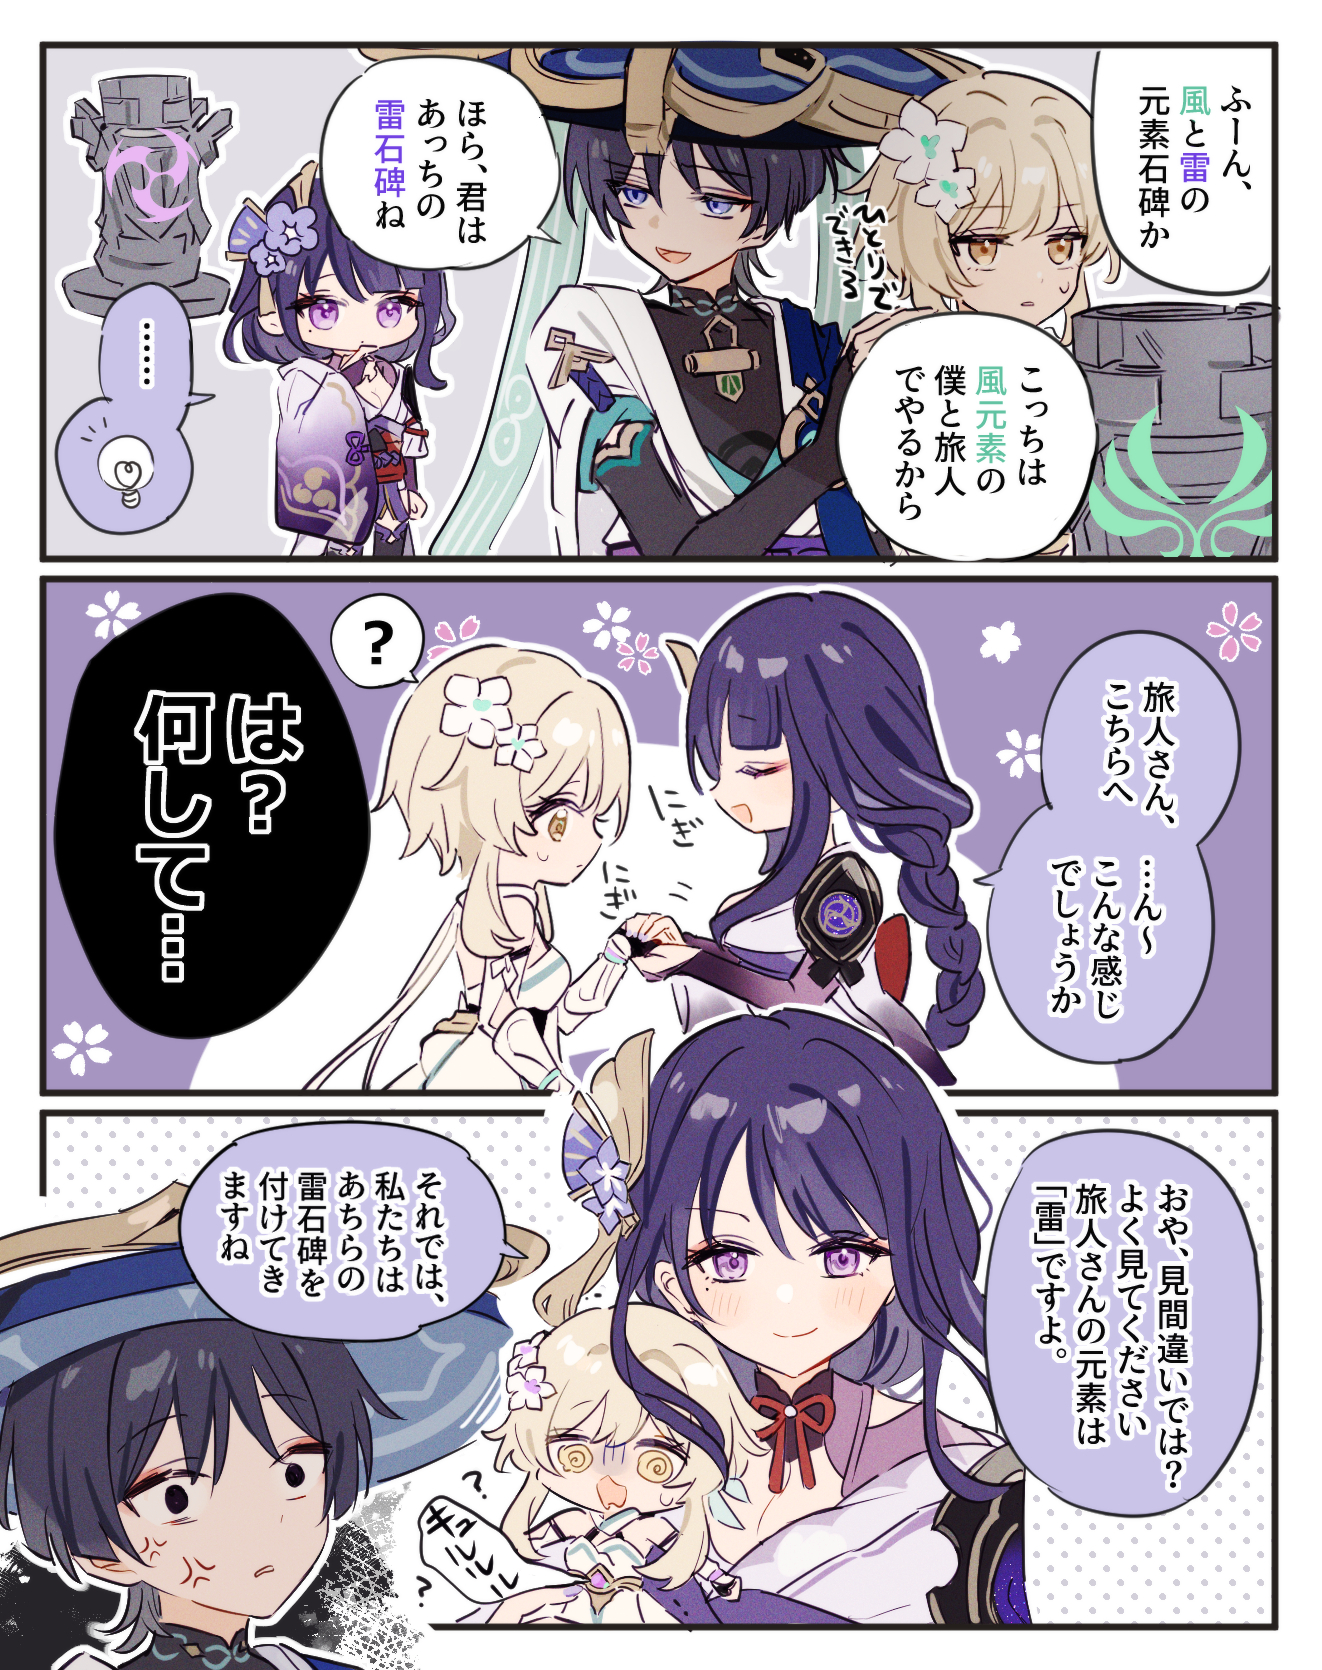 ふーん、
風と雷の
元素石碑か
こっちは
風元素の
僕と旅人
でやるから
ひとりで
できる
ほら、君は
あっちの
雷石碑ね
……
旅人さん、
こちらへ
…ん～
こんな感じ
でしょうか
にぎ
にぎ
?
は？
何して……
おや、見間違いでは？
よく見てください
旅人さんの元素は
「雷」ですよ。
それでは、
私たちは
あちらの
雷石碑を
付けてき
ますね
?
キュルルルル
?